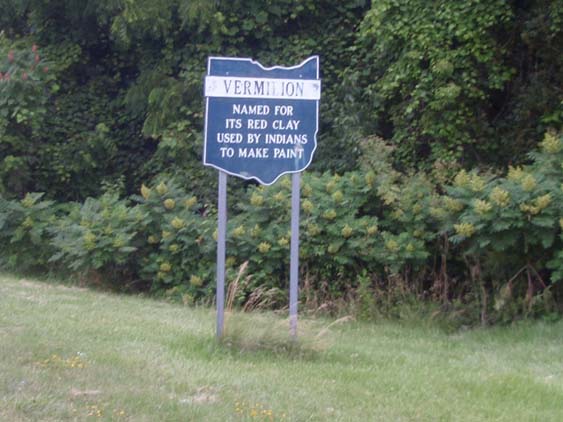 VERMILION
NAMED FOR
ITS RED CLAY
USED BY INDIANS
TO MAKE PAINT